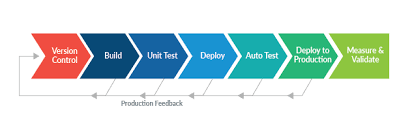 Version
Control
Build
Unit Test
Deploy
Auto Test
Deploy to
Production
Measure &
Validate
Production Feedback